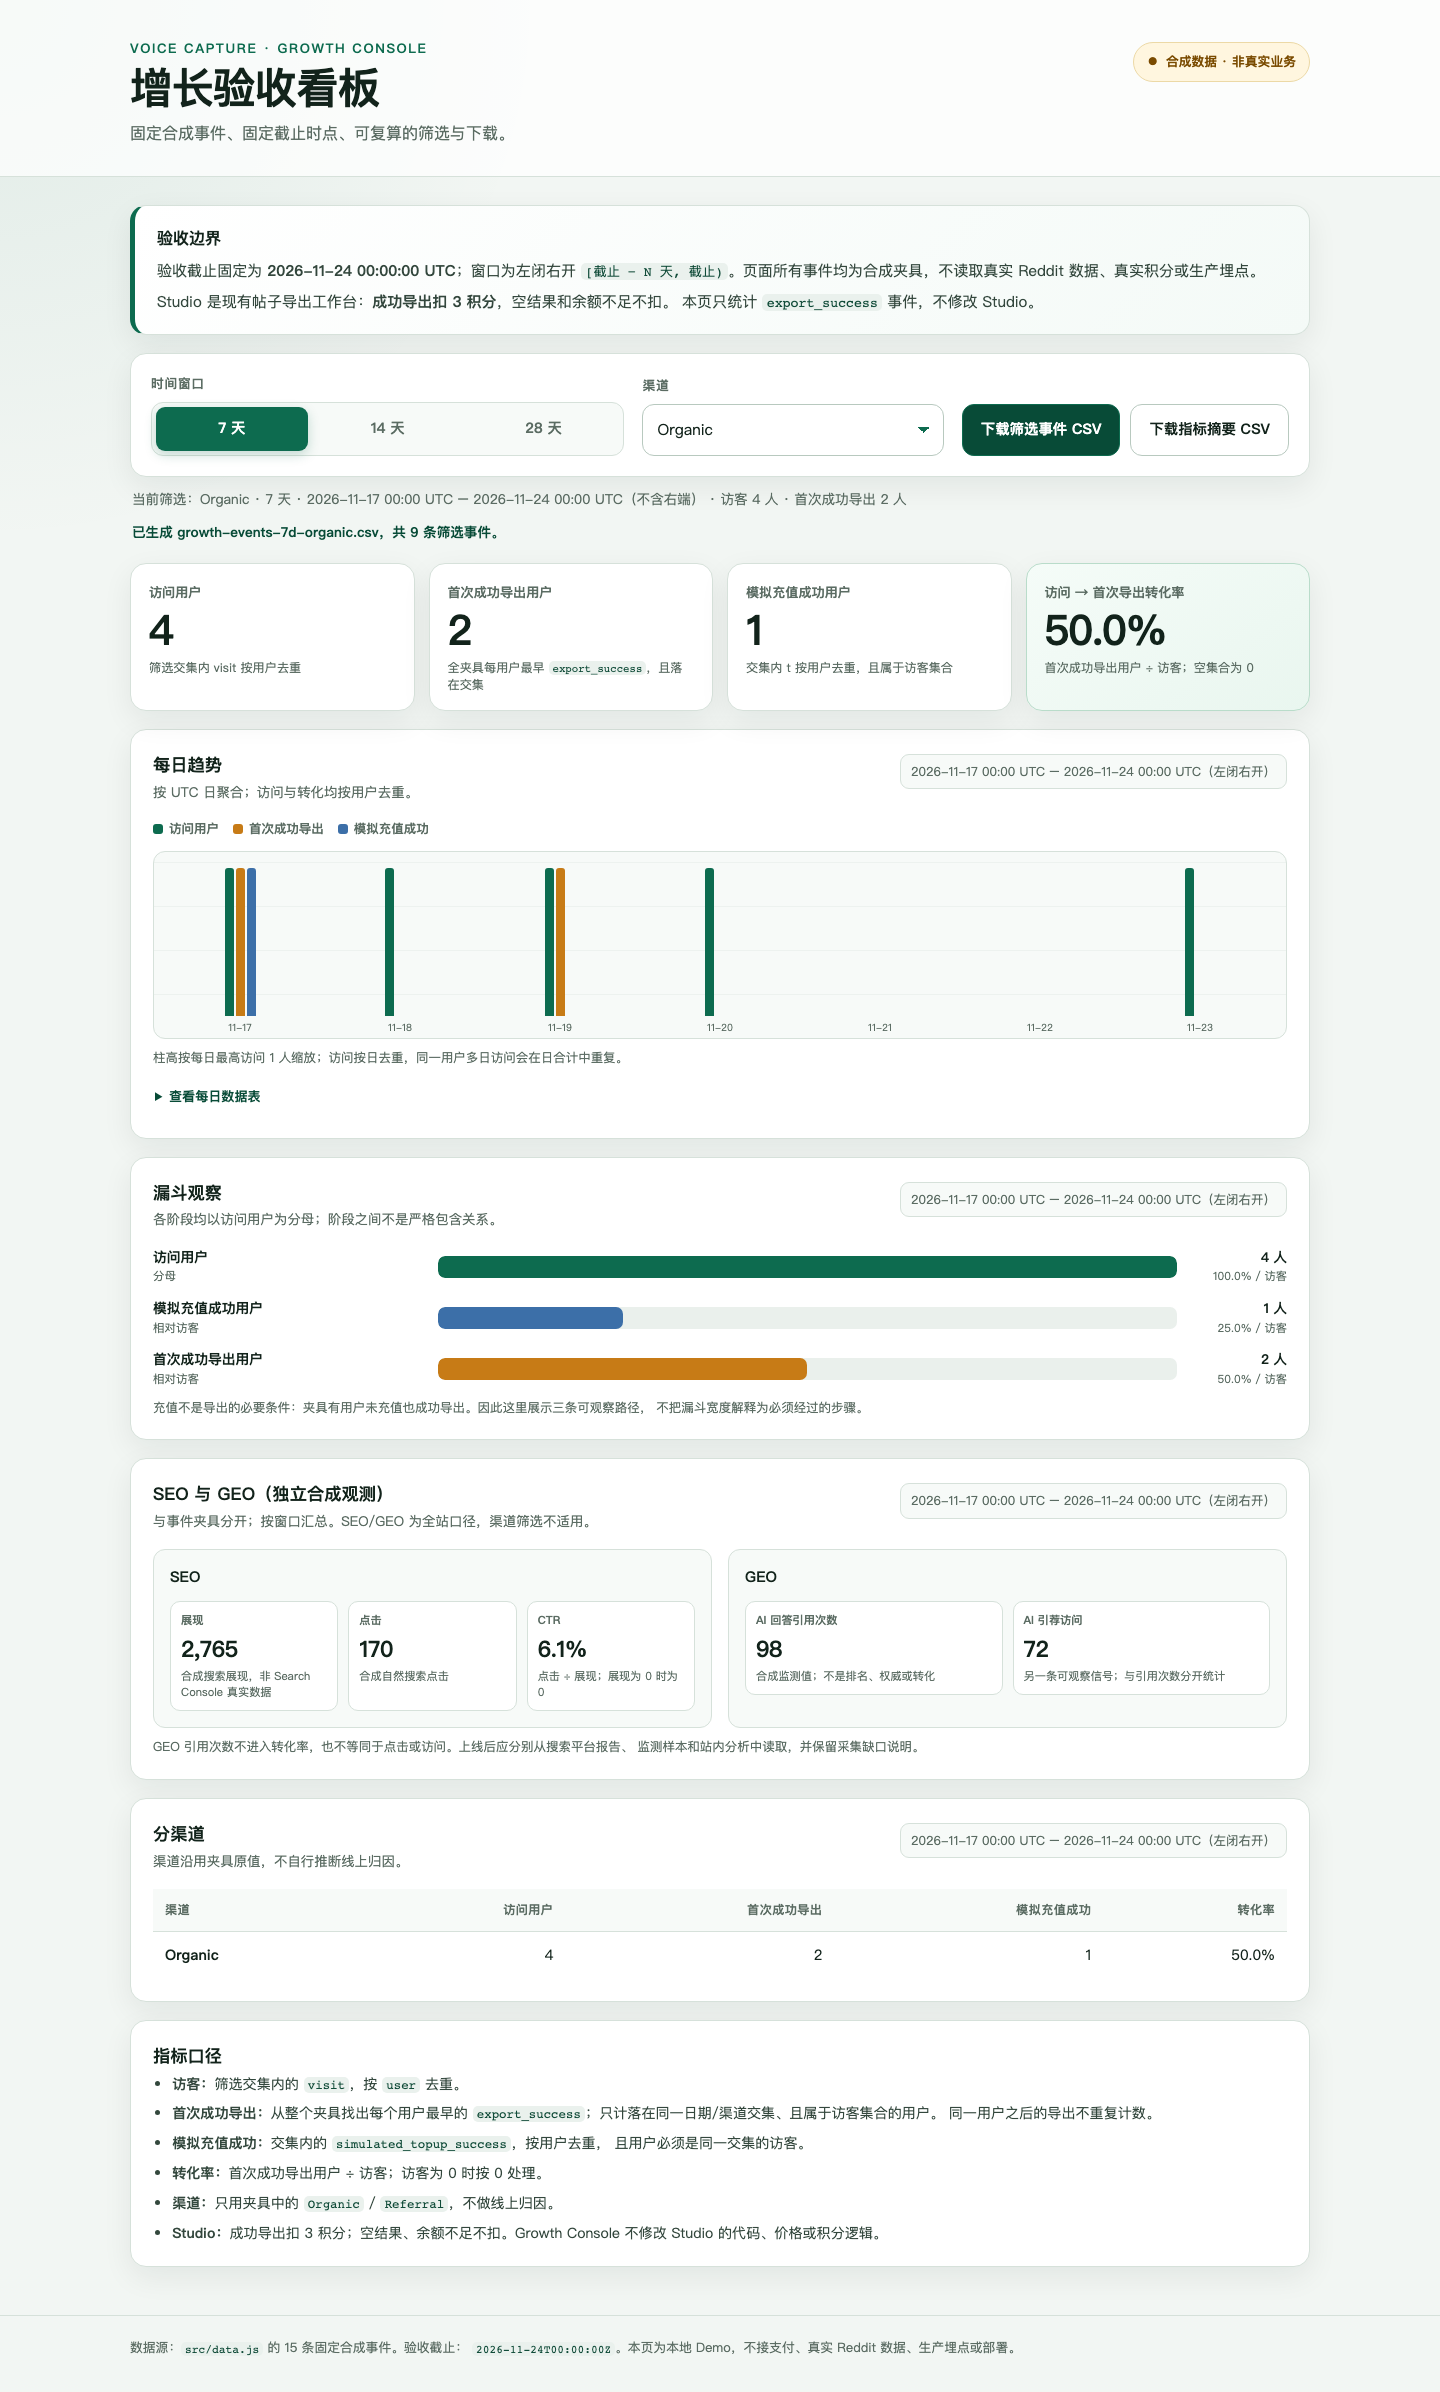 VOICE CAPTURE · GROWTH CONSOLE
增长验收看板
固定合成事件、固定截止时点、可复算的筛选与下载。
合成数据 · 非真实业务
验收边界
验收截止固定为 2026-11-24 00:00:00 UTC；窗口为左闭右开 [截止 - N 天, 截止)。页面所有事件均为合成夹具，不读取真实 Reddit 数据、真实积分或生产埋点。
Studio 是现有帖子导出工作台：成功导出扣 3 积分，空结果和余额不足不扣。 本页只统计 export_success 事件，不修改 Studio。
时间窗口
7 天
14 天
28 天
渠道
Organic
下载筛选事件 CSV
下载指标摘要 CSV
当前筛选：Organic · 7 天 · 2026-11-17 00:00 UTC — 2026-11-24 00:00 UTC（不含右端） · 访客 4 人 · 首次成功导出 2 人
已生成 growth-events-7d-organic.csv，共 9 条筛选事件。
访问用户
4
筛选交集内 visit 按用户去重
首次成功导出用户
2
全夹具每用户最早 export_success，且落
在交集
模拟充值成功用户
1
交集内 t 按用户去重，且属于访客集合
访问 → 首次导出转化率
50.0%
首次成功导出用户 ÷ 访客；空集合为 0
每日趋势
按 UTC 日聚合；访问与转化均按用户去重。
2026-11-17 00:00 UTC — 2026-11-24 00:00 UTC（左闭右开）
访问用户
首次成功导出
模拟充值成功
11-17
11-18
11-19
11-20
11-21
11-22
11-23
柱高按每日最高访问 1 人缩放；访问按日去重，同一用户多日访问会在日合计中重复。
查看每日数据表
漏斗观察
各阶段均以访问用户为分母；阶段之间不是严格包含关系。
2026-11-17 00:00 UTC — 2026-11-24 00:00 UTC（左闭右开）
访问用户
分母
4 人
100.0% / 访客
模拟充值成功用户
相对访客
1 人
25.0% / 访客
首次成功导出用户
相对访客
2 人
50.0% / 访客
充值不是导出的必要条件：夹具有用户未充值也成功导出。因此这里展示三条可观察路径， 不把漏斗宽度解释为必须经过的步骤。
SEO 与 GEO（独立合成观测）
与事件夹具分开；按窗口汇总。SEO/GEO 为全站口径，渠道筛选不适用。
2026-11-17 00:00 UTC — 2026-11-24 00:00 UTC（左闭右开）
SEO
展现
2,765
合成搜索展现，非 Search
Console 真实数据
点击
170
合成自然搜索点击
CTR
6.1%
点击 ÷ 展现；展现为 0 时为
0
GEO
AI 回答引用次数
98
合成监测值；不是排名、权威或转化
AI 引荐访问
72
另一条可观察信号；与引用次数分开统计
GEO 引用次数不进入转化率，也不等同于点击或访问。上线后应分别从搜索平台报告、 监测样本和站内分析中读取，并保留采集缺口说明。
分渠道
渠道沿用夹具原值，不自行推断线上归因。
2026-11-17 00:00 UTC — 2026-11-24 00:00 UTC（左闭右开）
渠道 访问用户 首次成功导出 模拟充值成功 转化率
Organic 4 2 1 50.0%
指标口径
• 访客：筛选交集内的 visit，按 user 去重。
• 首次成功导出：从整个夹具找出每个用户最早的 export_success；只计落在同一日期/渠道交集、且属于访客集合的用户。 同一用户之后的导出不重复计数。
• 模拟充值成功：交集内的 simulated_topup_success，按用户去重， 且用户必须是同一交集的访客。
• 转化率：首次成功导出用户 ÷ 访客；访客为 0 时按 0 处理。
• 渠道：只用夹具中的 Organic / Referral，不做线上归因。
• Studio：成功导出扣 3 积分；空结果、余额不足不扣。Growth Console 不修改 Studio 的代码、价格或积分逻辑。
数据源： src/data.js 的 15 条固定合成事件。验收截止： 2026-11-24T00:00:00Z。本页为本地 Demo，不接支付、真实 Reddit 数据、生产埋点或部署。